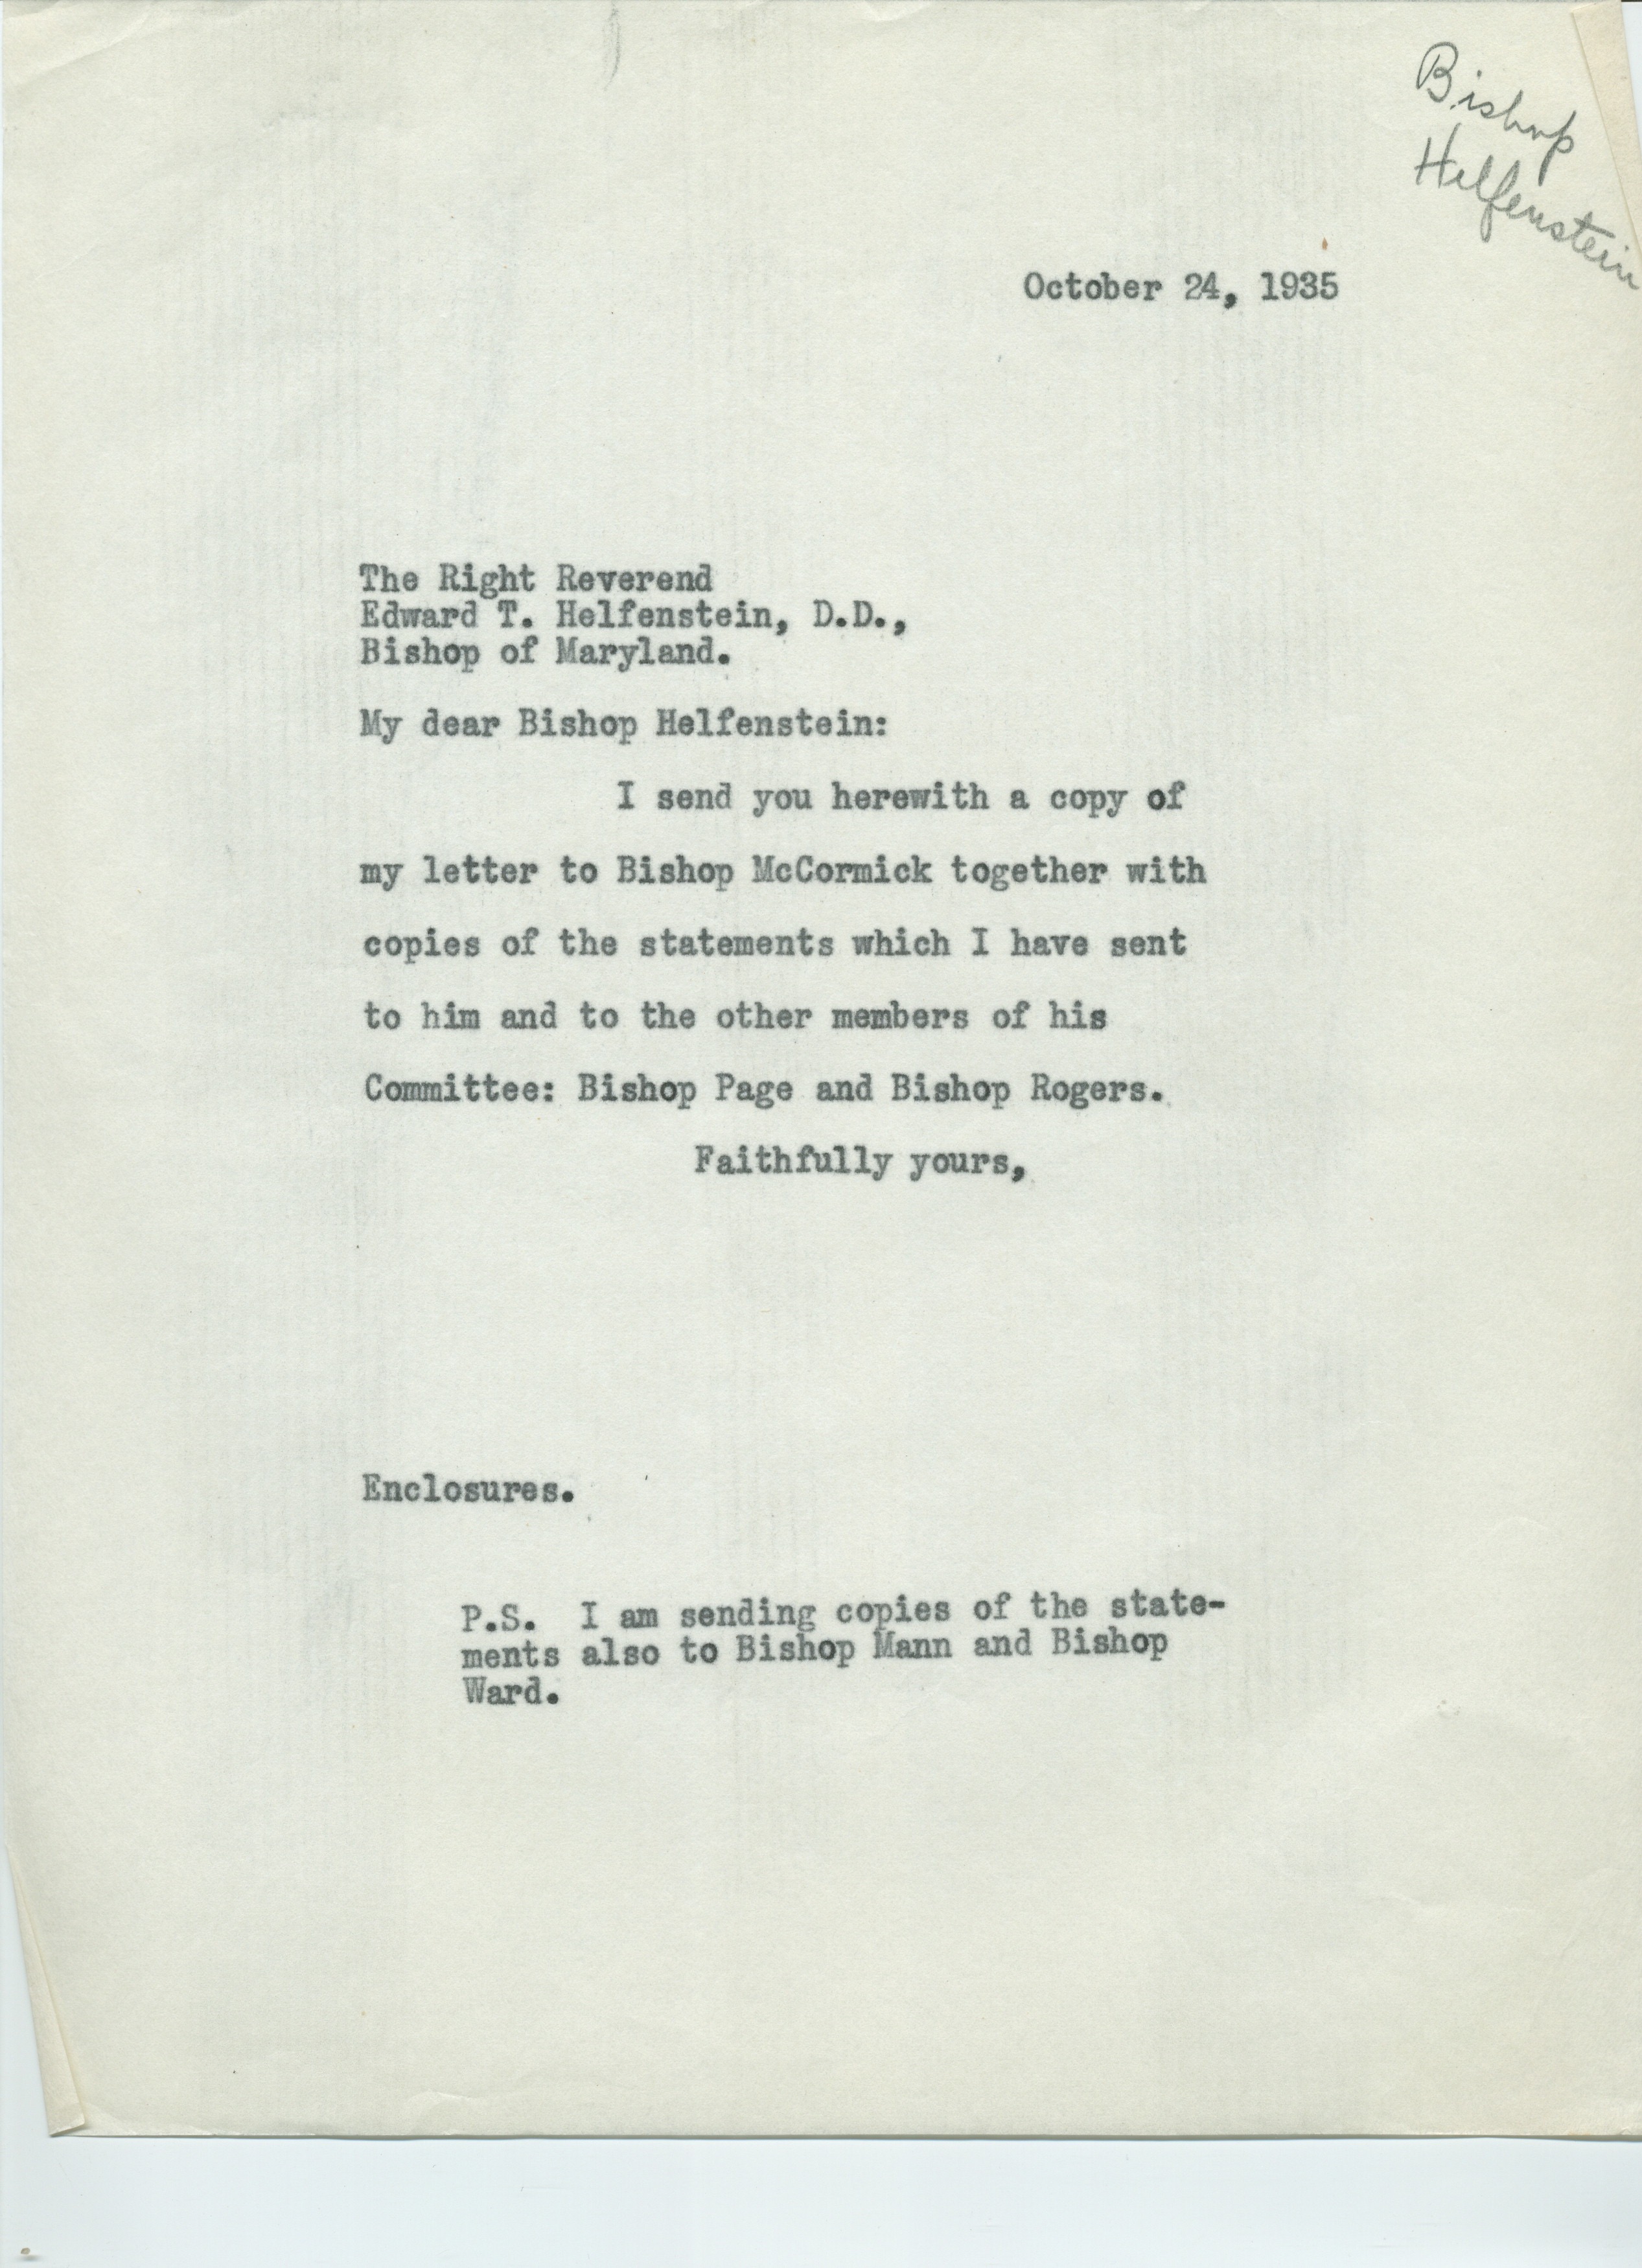 Bishop
Helfenstein
October 24, 1935
The Right Reverend
Edward T. Helfenstein, D.D.,
Bishop of Maryland.
My dear Bishop Helfenstein:
I send you herewith a copy of
my letter to Bishop McCormick together with
copies of the statements which I have sent
to him and to the other members of his
Committee: Bishop Page and Bishop Rogers.
Faithfully yours,
Enclosures.
P.S. I am sending copies of the state-
ments also to Bishop Mann and Bishop
Ward.